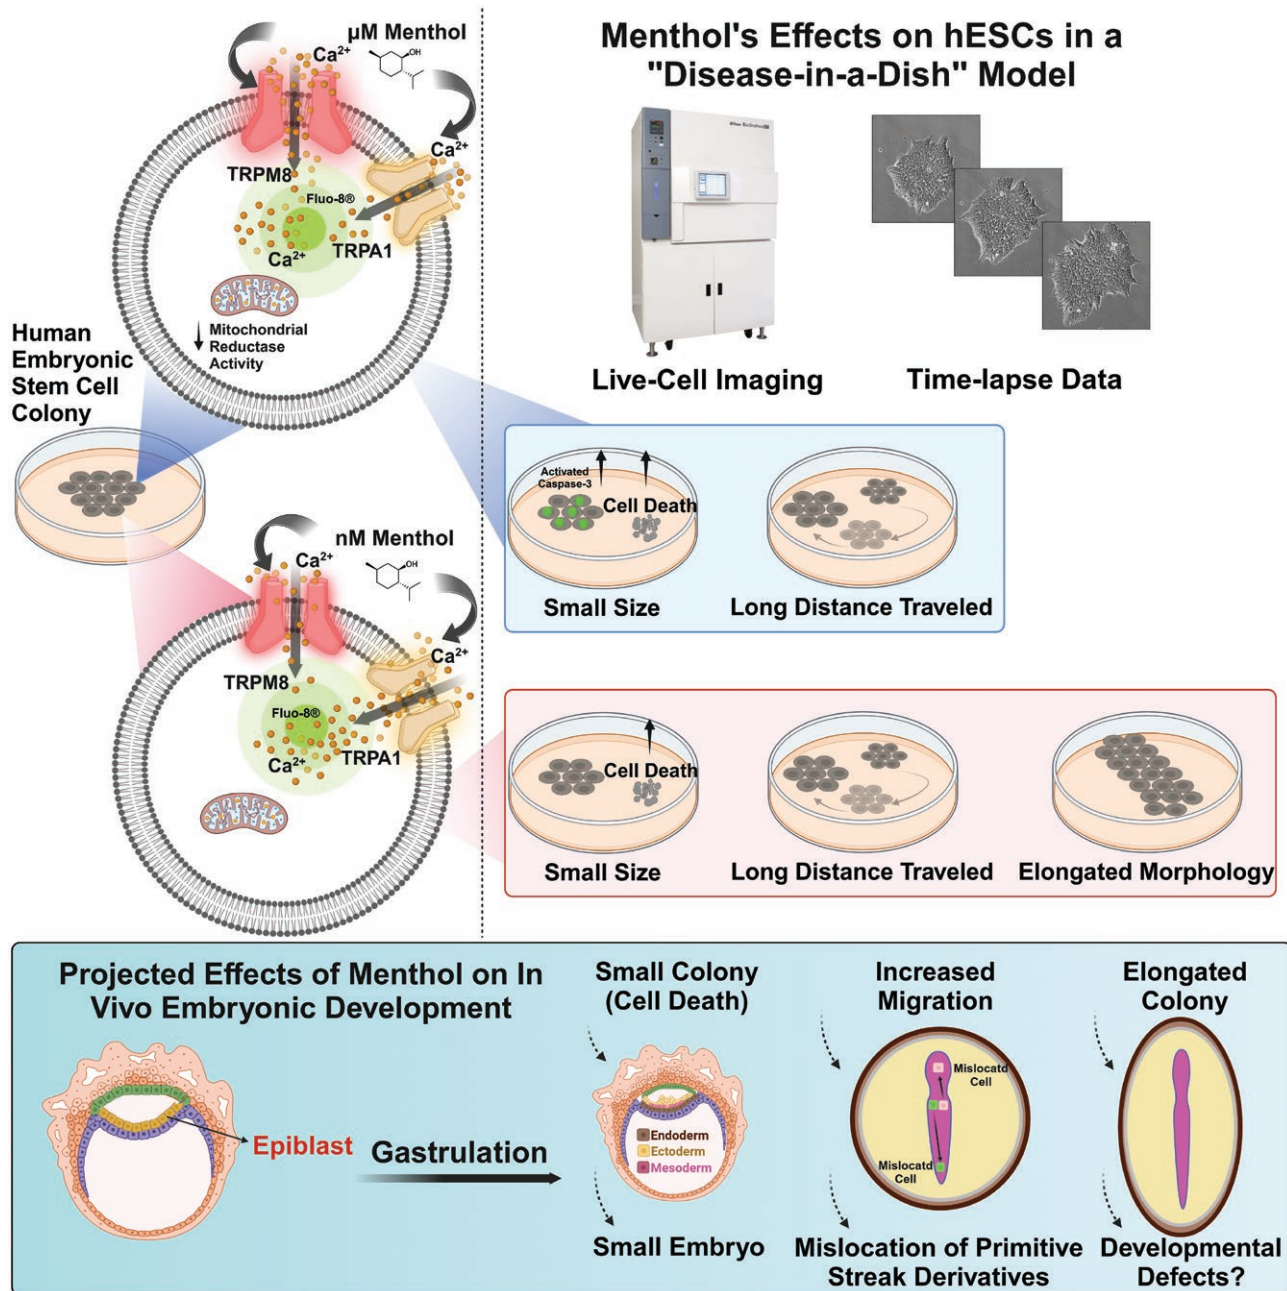 µM Menthol
OH
Ca2+
Ca2+
TRPM8
Fluo-8®
TRPA1
Ca2+
Mitochondrial
Reductase
Activity
Human
Embryonic
Stem Cell
Colony
nM Menthol
OH
Ca2+
Ca2+
TRPM8
Fluo-8®
TRPA1
Ca2+
Menthol's Effects on hESCs in a
"Disease-in-a-Dish" Model
Live-Cell Imaging
Time-lapse Data
Activated
Caspase-3
Cell Death
Small Size
Long Distance Traveled
Cell Death
Small Size
Long Distance Traveled
Elongated Morphology
Projected Effects of Menthol on In
Vivo Embryonic Development
Epiblast
Gastrulation
Small Colony
(Cell Death)
Endoderm
Ectoderm
Mesoderm
Small Embryo
Increased
Migration
Mislocatd
Cell
Mislocatd
Cell
Mislocation of Primitive
Streak Derivatives
Elongated
Colony
Developmental
Defects?